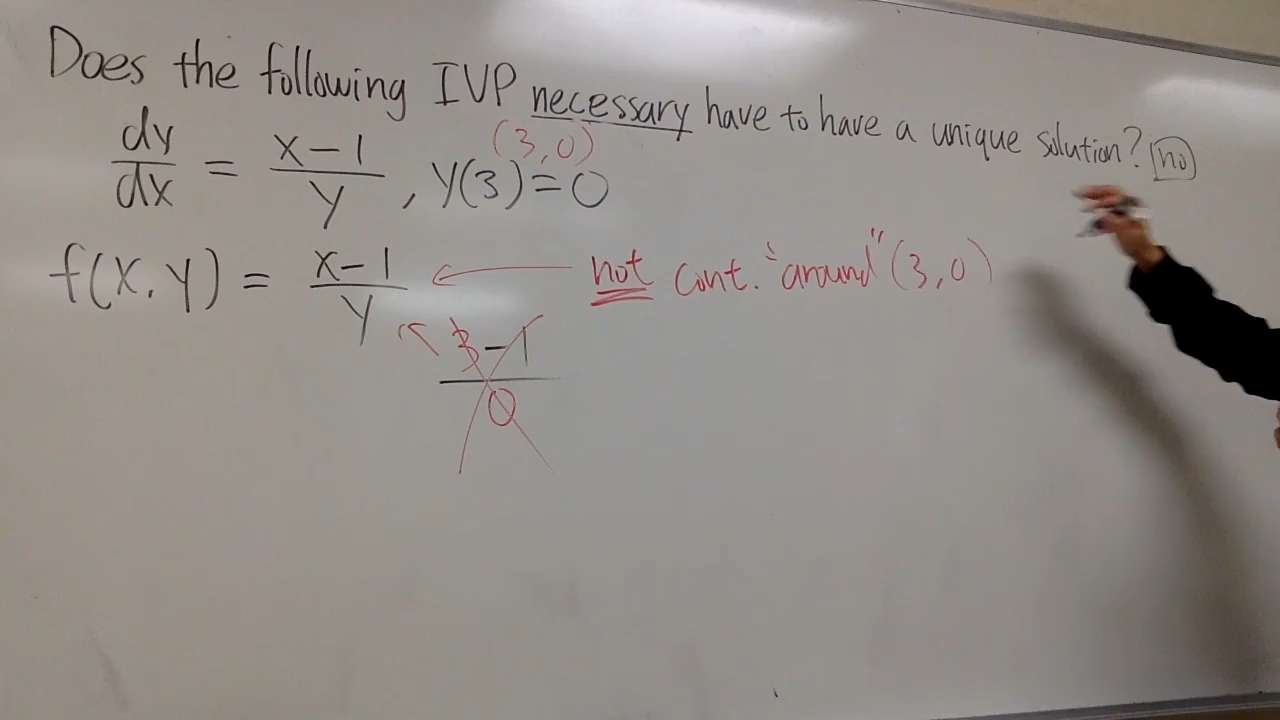 Does the following IVP necessary have to have a unique solution? no
(3,0)
dy/dx = x-1/y, y(3)=0
f(x,y) = x-1/y ← not cont. "around" (3,0)
3-1/0